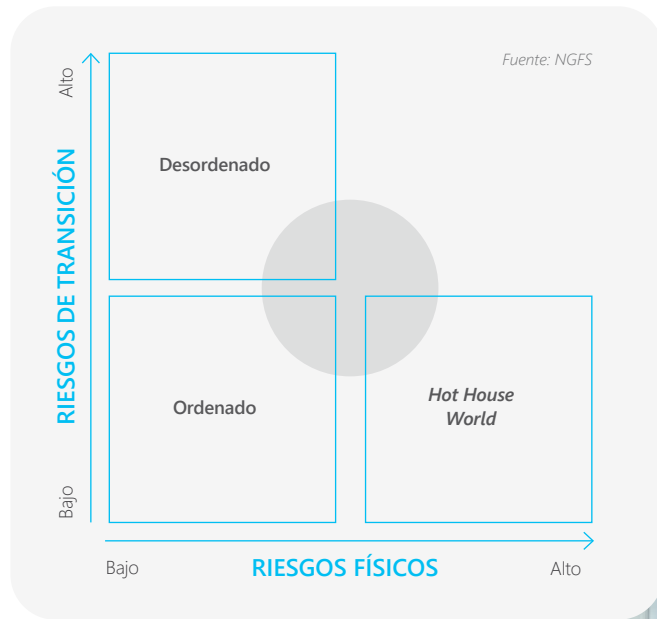 Fuente: NGFS
Alto
RIESGOS DE TRANSICIÓN
Bajo
Desordenado
Ordenado
Hot House
World
Bajo
RIESGOS FÍSICOS
Alto